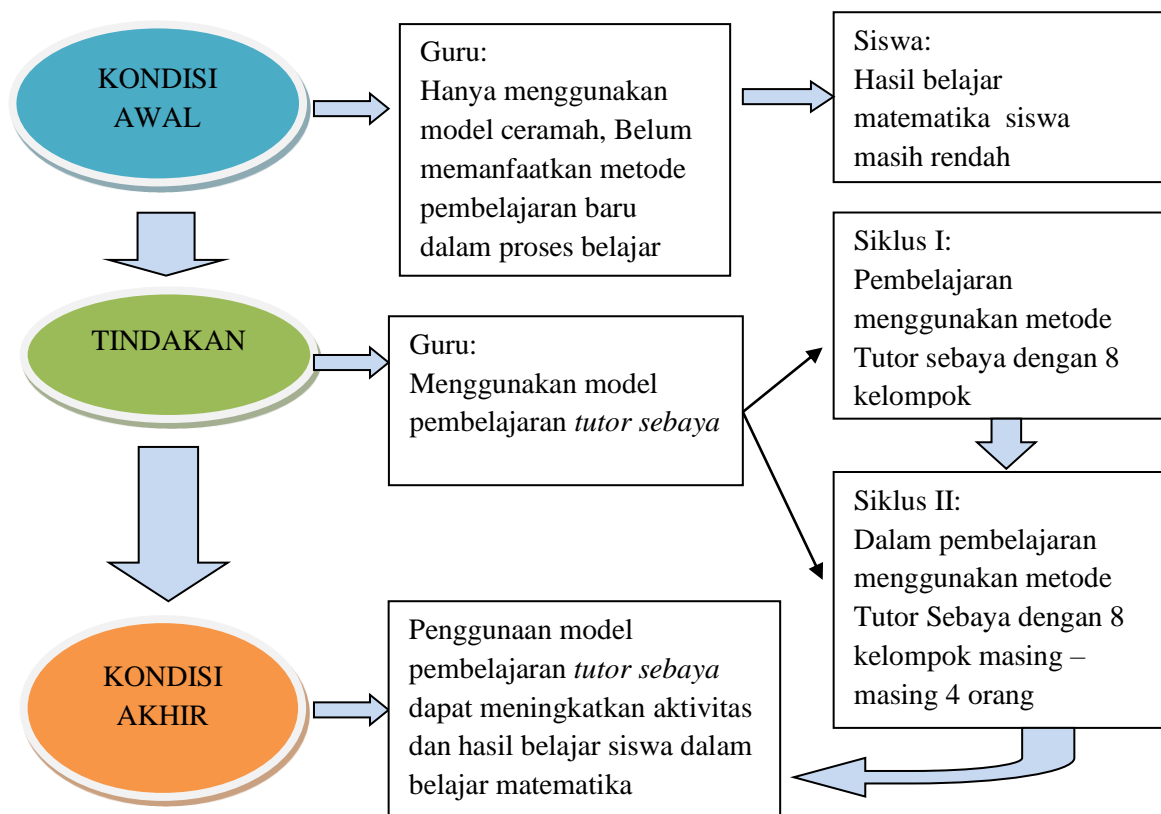 KONDISI
AWAL
Guru:
Hanya menggunakan
model ceramah, Belum
memanfaatkan metode
pembelajaran baru
dalam proses belajar
Siswa:
Hasil belajar
matematika siswa
masih rendah
TINDAKAN
Guru:
Menggunakan model
pembelajaran tutor sebaya
Siklus I:
Pembelajaran
menggunakan metode
Tutor sebaya dengan 8
kelompok
Siklus II:
Dalam pembelajaran
menggunakan metode
Tutor Sebaya dengan 8
kelompok masing –
masing 4 orang
KONDISI
AKHIR
Penggunaan model
pembelajaran tutor sebaya
dapat meningkatkan aktivitas
dan hasil belajar siswa dalam
belajar matematika